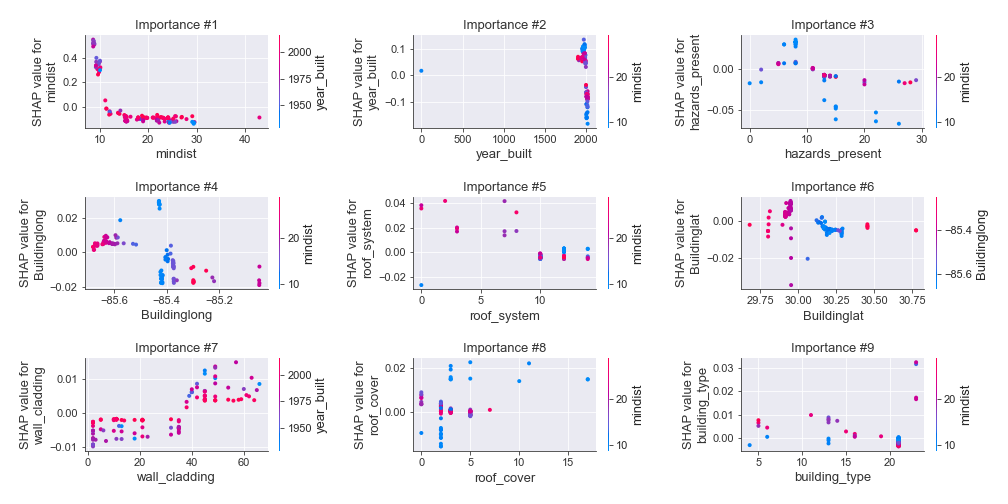 Importance #1
Importance #2
Importance #3
SHAP value for
mindist
0.4
0.2
0.0
10
20
30
40
mindist
2000
1975
1950
year_built
SHAP value for
year_built
0.1
0.0
−0.1
0
500
1000
1500
2000
year_built
20
10
mindist
SHAP value for
hazards_present
0.00
−0.05
0
10
20
30
hazards_present
20
10
mindist
Importance #4
Importance #5
Importance #6
SHAP value for
Buildinglong
0.02
0.00
−0.02
−85.6
−85.4
−85.2
Buildinglong
20
10
mindist
SHAP value for
roof_system
0.04
0.02
0.00
−0.02
0
5
10
roof_system
20
10
mindist
SHAP value for
Buildinglat
0.00
−0.02
29.75
30.00
30.25
30.50
30.75
Buildinglat
−85.4
−85.6
Buildinglong
Importance #7
Importance #8
Importance #9
SHAP value for
wall_cladding
0.01
0.00
−0.01
0
20
40
60
wall_cladding
2000
1975
1950
year_built
SHAP value for
roof_cover
0.02
0.00
0
5
10
15
roof_cover
20
10
mindist
SHAP value for
building_type
0.03
0.02
0.01
0.00
5
10
15
20
building_type
20
10
mindist